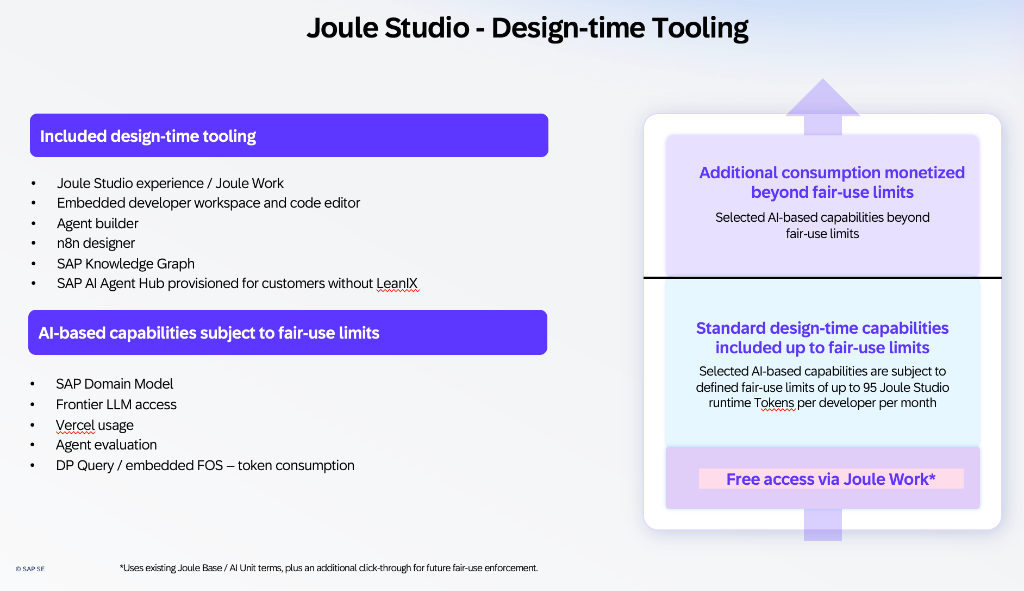 Joule Studio - Design-time Tooling
Included design-time tooling
• Joule Studio experience / Joule Work
• Embedded developer workspace and code editor
• Agent builder
• n8n designer
• SAP Knowledge Graph
• SAP AI Agent Hub provisioned for customers without LeanIX
AI-based capabilities subject to fair-use limits
• SAP Domain Model
• Frontier LLM access
• Vercel usage
• Agent evaluation
• DP Query / embedded FOS – token consumption
Additional consumption monetized
beyond fair-use limits
Selected AI-based capabilities beyond
fair-use limits
Standard design-time capabilities
included up to fair-use limits
Selected AI-based capabilities are subject to
defined fair-use limits of up to 95 Joule Studio
runtime Tokens per developer per month
Free access via Joule Work*
© SAP SE
*Uses existing Joule Base / AI Unit terms, plus an additional click-through for future fair-use enforcement.